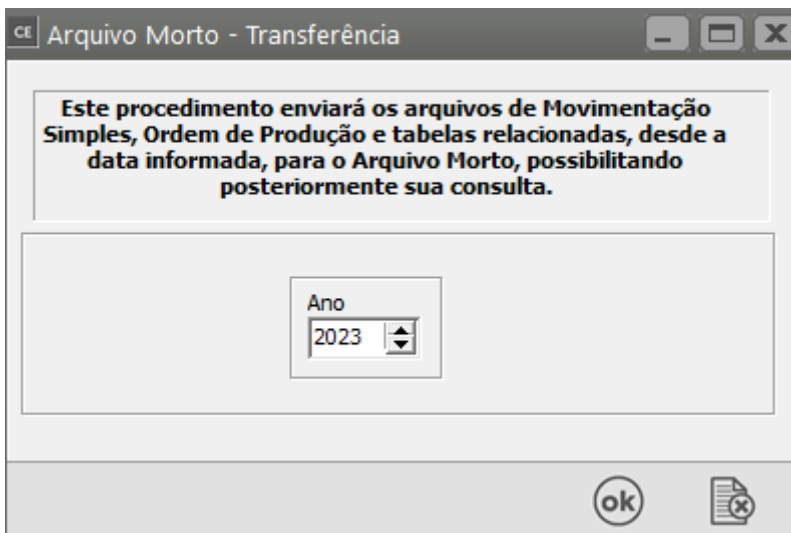 CE Arquivo Morto - Transferência
Este procedimento enviará os arquivos de Movimentação
Simples, Ordem de Produção e tabelas relacionadas, desde a
data informada, para o Arquivo Morto, possibilitando
posteriormente sua consulta.
Ano
2023
ok